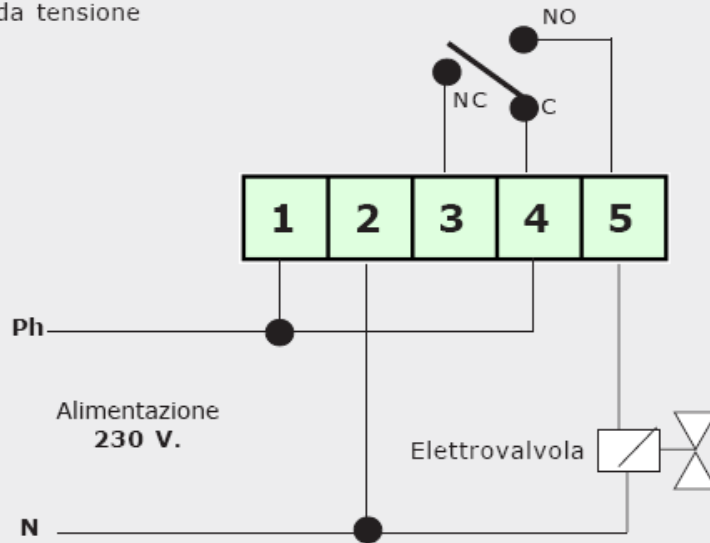 da tensione
NO
NC
C
1 2 3 4 5
Ph
Alimentazione
230 V.
Elettrovalvola
N